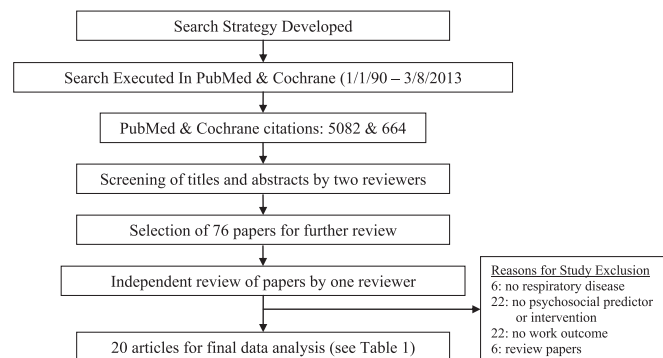 Search Strategy Developed
Search Executed In PubMed & Cochrane (1/1/90 – 3/8/2013
PubMed & Cochrane citations: 5082 & 664
Screening of titles and abstracts by two reviewers
Selection of 76 papers for further review
Independent review of papers by one reviewer
Reasons for Study Exclusion
6: no respiratory disease
22: no psychosocial predictor
or intervention
22: no work outcome
6: review papers
20 articles for final data analysis (see Table 1)